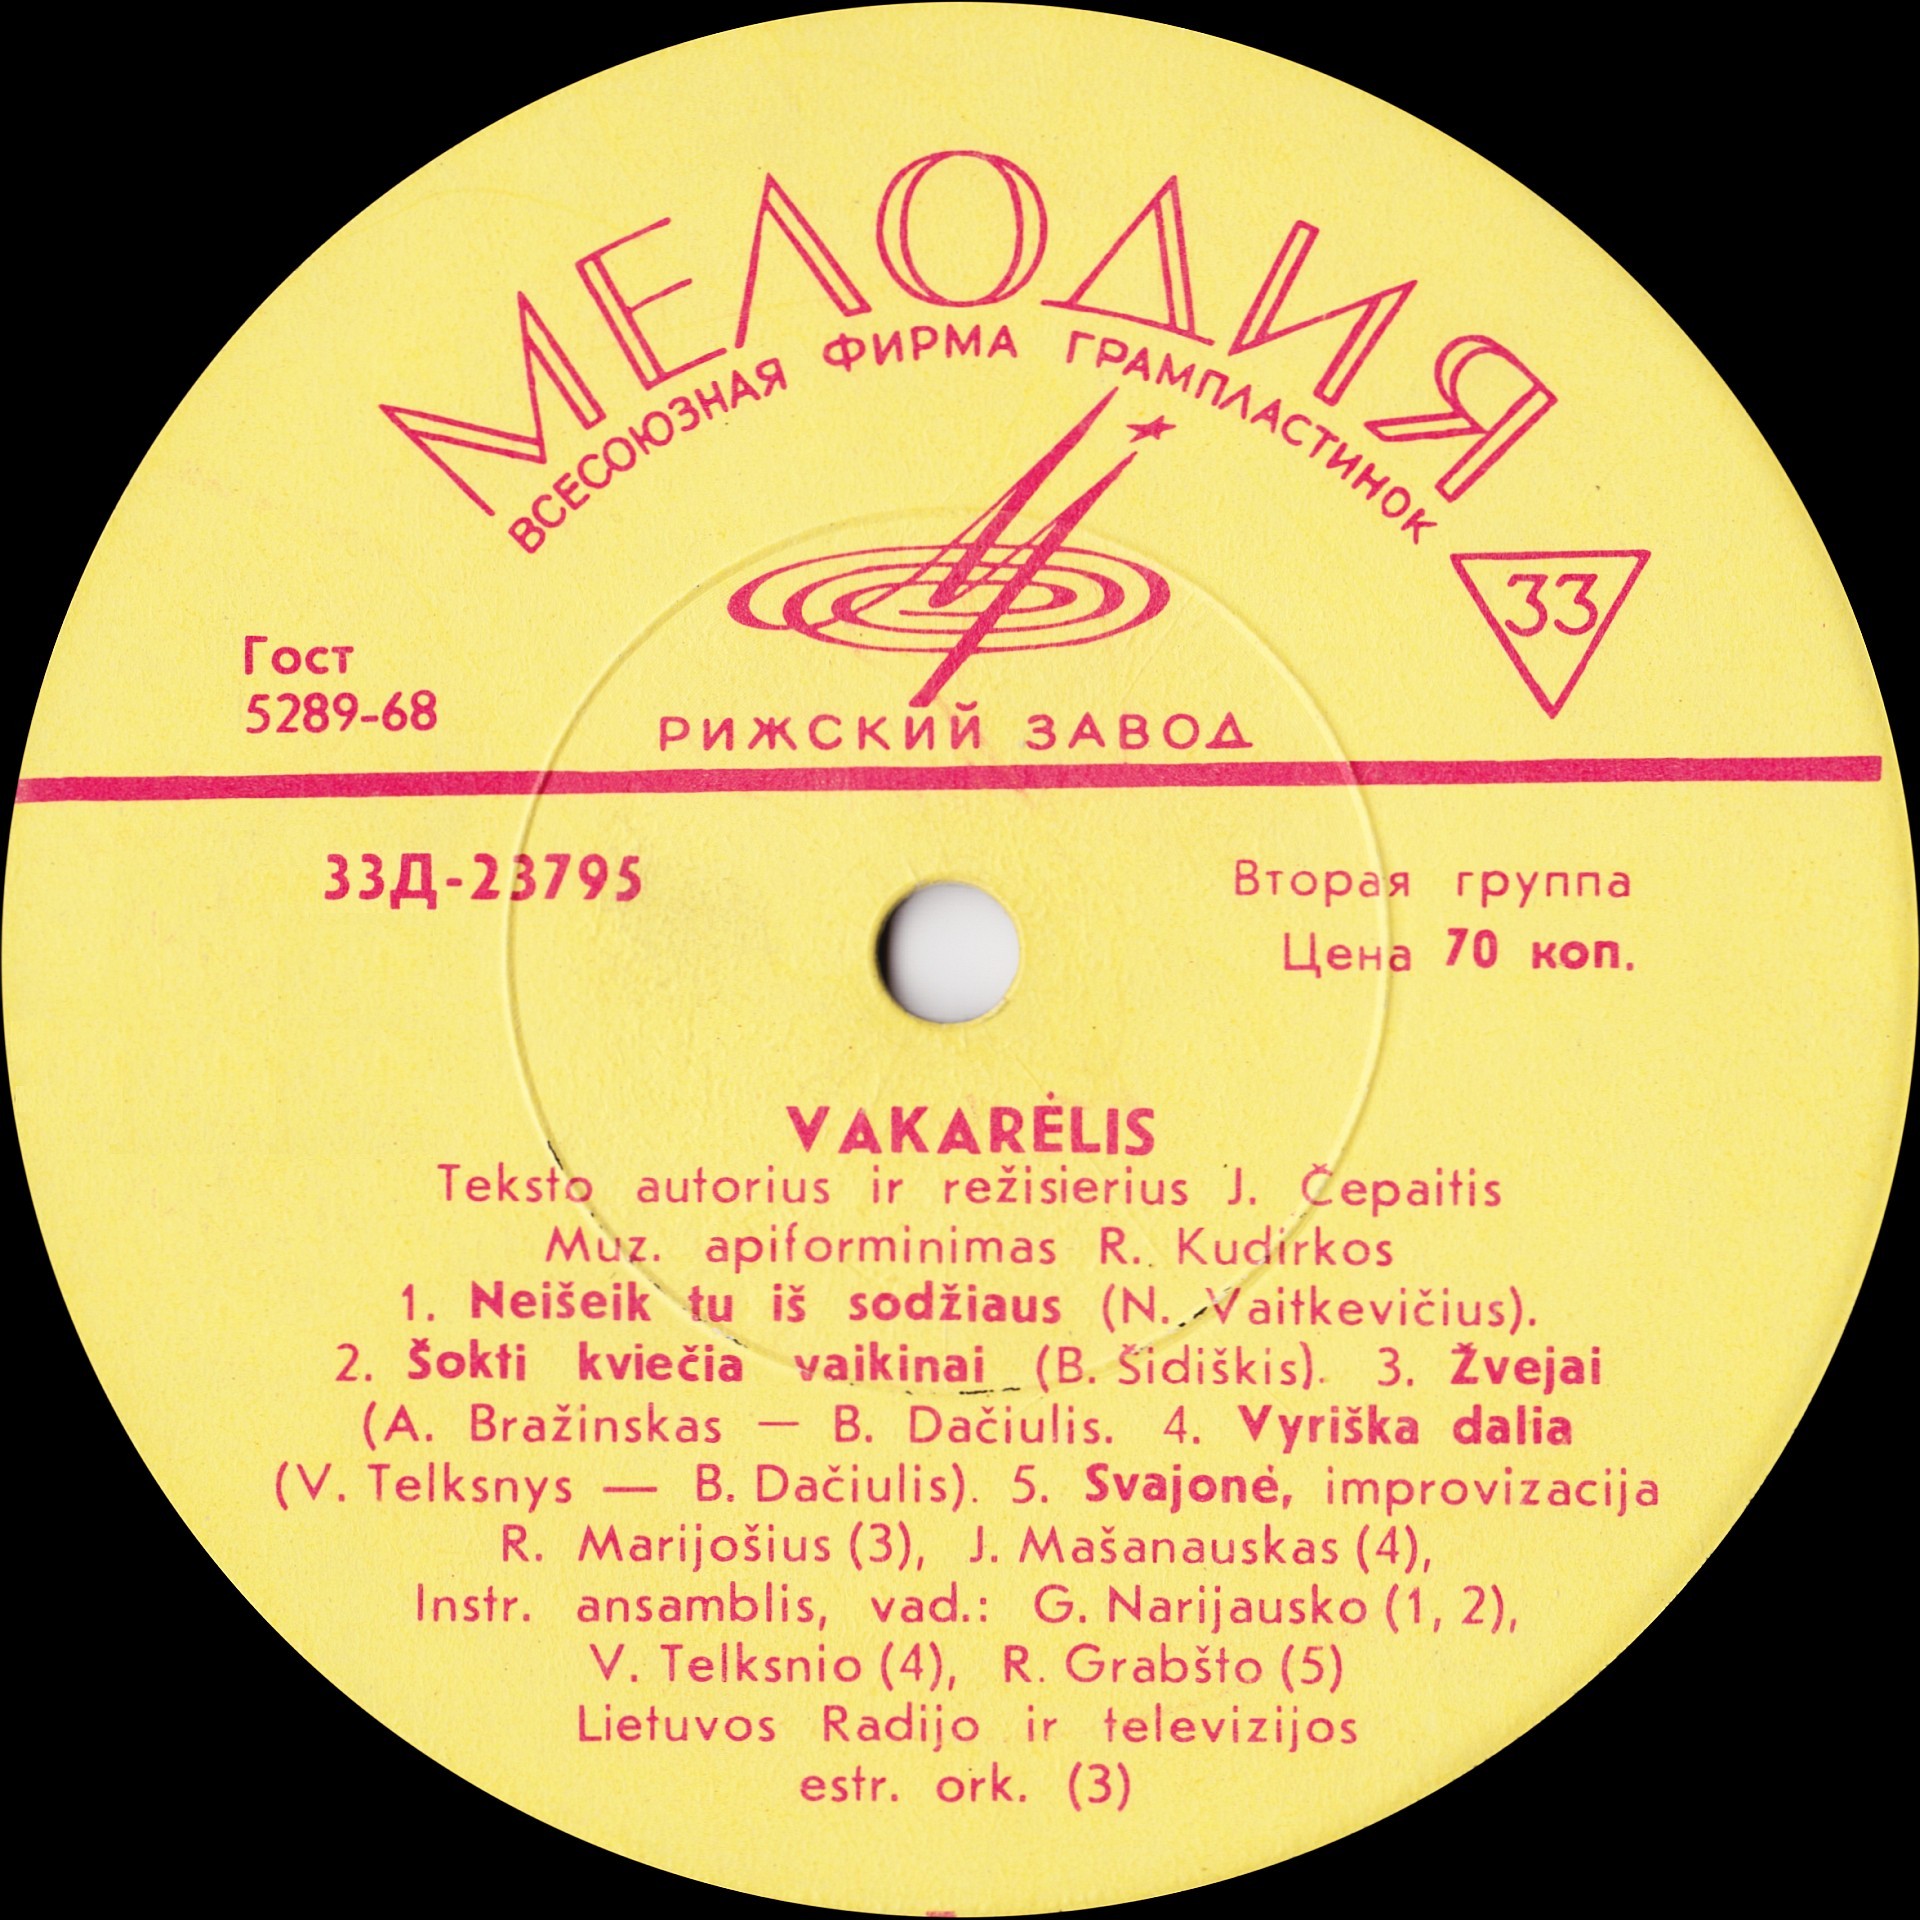 МЕЛОДИЯ
ВСЕСОЮЗНАЯ ФИРМА ГРАМПЛАСТИНОК
33
Гост
5289-68
РИЖСКИЙ ЗАВОД
33Д-23795
Вторая группа
Цена 70 коп.
VAKARĖLIS
Teksto autorius ir režisierius J. Čepaitis
Muz. apiforminimas R. Kudirkos
1. Neišeik tu iš sodžiaus (N. Vaitkevičius).
2. Šokti kviečia vaikinai (B. Šidiškis). 3. Žvejai
(A. Bražinskas — B. Dačiulis. 4. Vyriška dalia
(V. Telksnys — B. Dačiulis). 5. Svajonė, improvizacija
R. Marijošius (3), J. Mašanauskas (4),
Instr. ansamblis, vad.: G. Narijausko (1, 2),
V. Telksnio (4), R. Grabšto (5)
Lietuvos Radijo ir televizijos
estr. ork. (3)